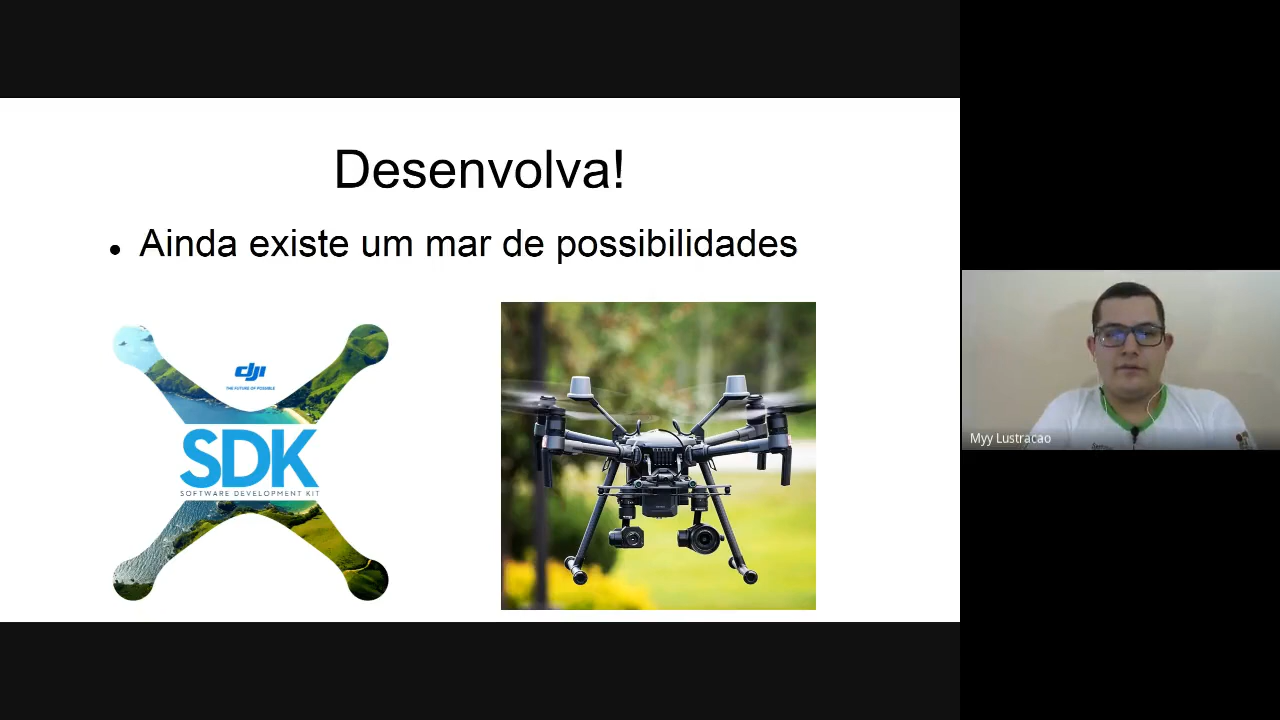 Desenvolva!
• Ainda existe um mar de possibilidades
dji
THE FUTURE OF POSSIBLE
SDK
SOFTWARE DEVELOPMENT KIT
Myy Lustracao